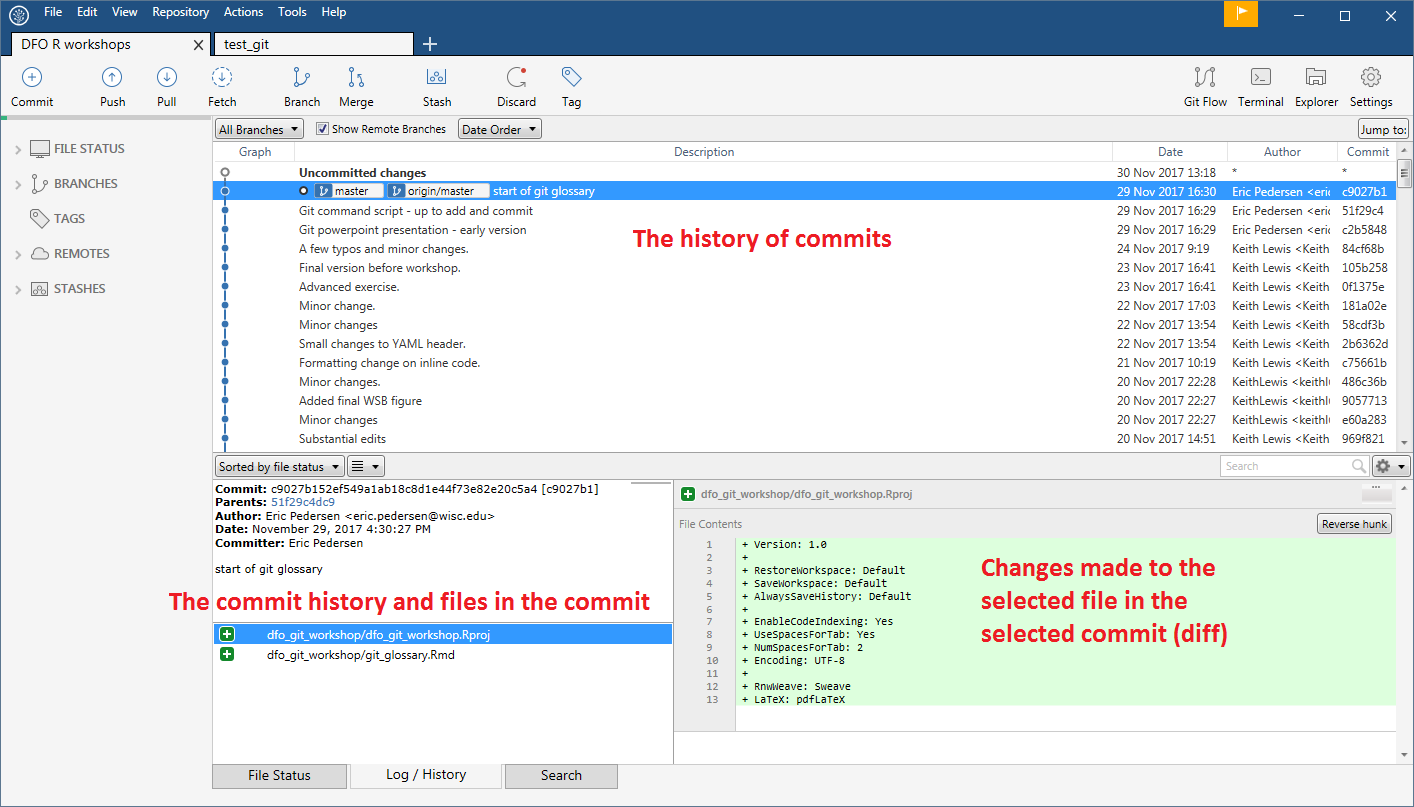 File Edit View Repository Actions Tools Help
DFO R workshops test_git
Commit Push Pull Fetch Branch Merge Stash Discard Tag Git Flow Terminal Explorer Settings
All Branches Show Remote Branches Date Order Jump to:
Graph Description Date Author Commit
Uncommitted changes 30 Nov 2017 13:18 * *
master origin/master start of git glossary 29 Nov 2017 16:30 Eric Pedersen <eric c9027b1
Git command script - up to add and commit 29 Nov 2017 16:29 Eric Pedersen <eric 51f29c4
Git powerpoint presentation - early version 29 Nov 2017 16:29 Eric Pedersen <eric c2b5848
A few typos and minor changes. 24 Nov 2017 9:19 Keith Lewis <Keith 84cf68b
Final version before workshop. 23 Nov 2017 16:41 Keith Lewis <Keith 105b258
Advanced exercise. 23 Nov 2017 16:41 Keith Lewis <Keith 0f1375e
Minor change. 22 Nov 2017 17:03 Keith Lewis <Keith 181a02e
Minor changes 22 Nov 2017 13:54 Keith Lewis <Keith 58cdf3b
Small changes to YAML header. 22 Nov 2017 13:54 Keith Lewis <Keith 2b6362d
Formatting change on inline code. 21 Nov 2017 10:19 Keith Lewis <Keith c75661b
Minor changes. 20 Nov 2017 22:28 KeithLewis <keithl 486c36b
Added final WSB figure 20 Nov 2017 22:27 KeithLewis <keithl 9057713
Minor changes 20 Nov 2017 22:27 KeithLewis <keithl e60a283
Substantial edits 20 Nov 2017 14:51 Keith Lewis <Keith 969f821
The history of commits
FILE STATUS
BRANCHES
TAGS
REMOTES
STASHES
Sorted by file status Search
Commit: c9027b152ef549a1ab18c8d1e44f73e82e20c5a4 [c9027b1]
Parents: 51f29c4dc9
Author: Eric Pedersen <eric.pedersen@wisc.edu>
Date: November 29, 2017 4:30:27 PM
Committer: Eric Pedersen
start of git glossary
The commit history and files in the commit
dfo_git_workshop/dfo_git_workshop.Rproj
dfo_git_workshop/git_glossary.Rmd
dfo_git_workshop/dfo_git_workshop.Rproj
File Contents Reverse hunk
1 + Version: 1.0
2 +
3 + RestoreWorkspace: Default
4 + SaveWorkspace: Default
5 + AlwaysSaveHistory: Default
6 +
7 + EnableCodeIndexing: Yes
8 + UseSpacesForTab: Yes
9 + NumSpacesForTab: 2
10 + Encoding: UTF-8
11 +
12 + RnwWeave: Sweave
13 + LaTeX: pdfLaTeX
Changes made to the
selected file in the
selected commit (diff)
File Status Log / History Search